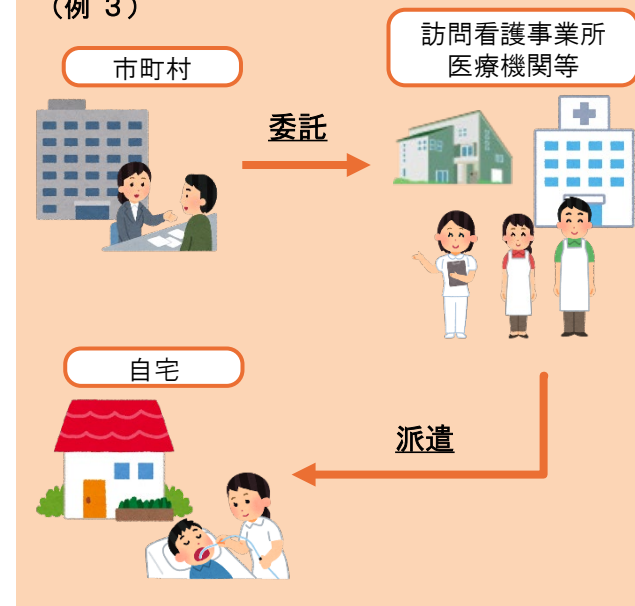 (例 3)
市町村
訪問看護事業所
医療機関等
委託
自宅
派遣